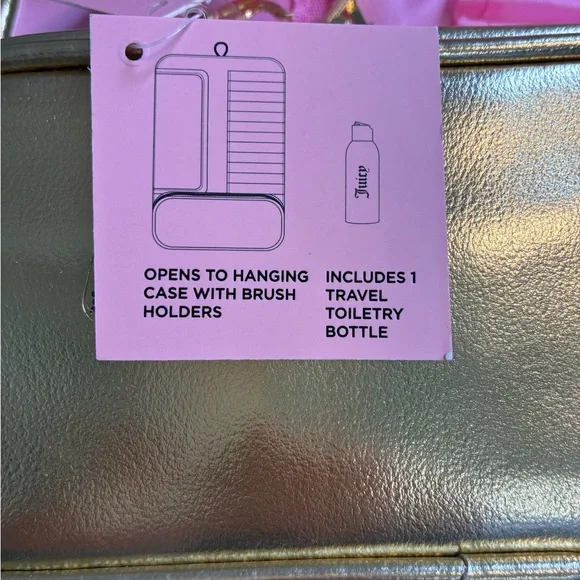 Juicy
OPENS TO HANGING
CASE WITH BRUSH
HOLDERS
INCLUDES 1
TRAVEL
TOILETRY
BOTTLE